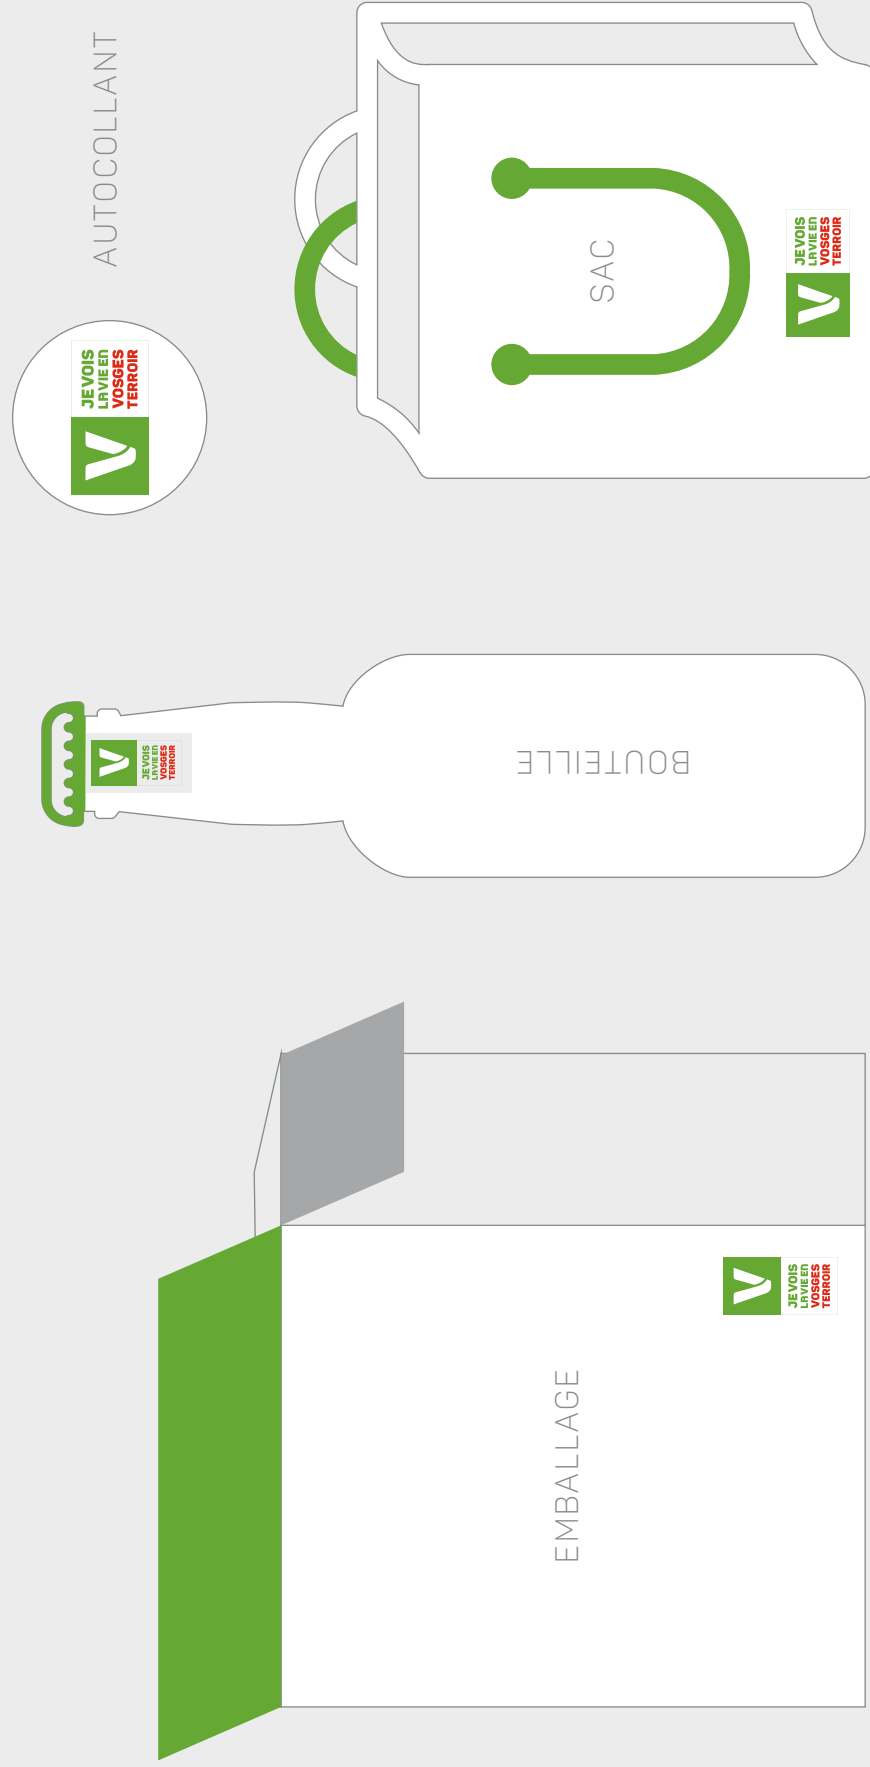 AUTOCOLLANT
JE VOIS
LA VIE EN
VOSGES
TERROIR
SAC
JE VOIS
LA VIE EN
VOSGES
TERROIR
BOUTEILLE
JE VOIS
LA VIE EN
VOSGES
TERROIR
EMBALLAGE
JE VOIS
LA VIE EN
VOSGES
TERROIR